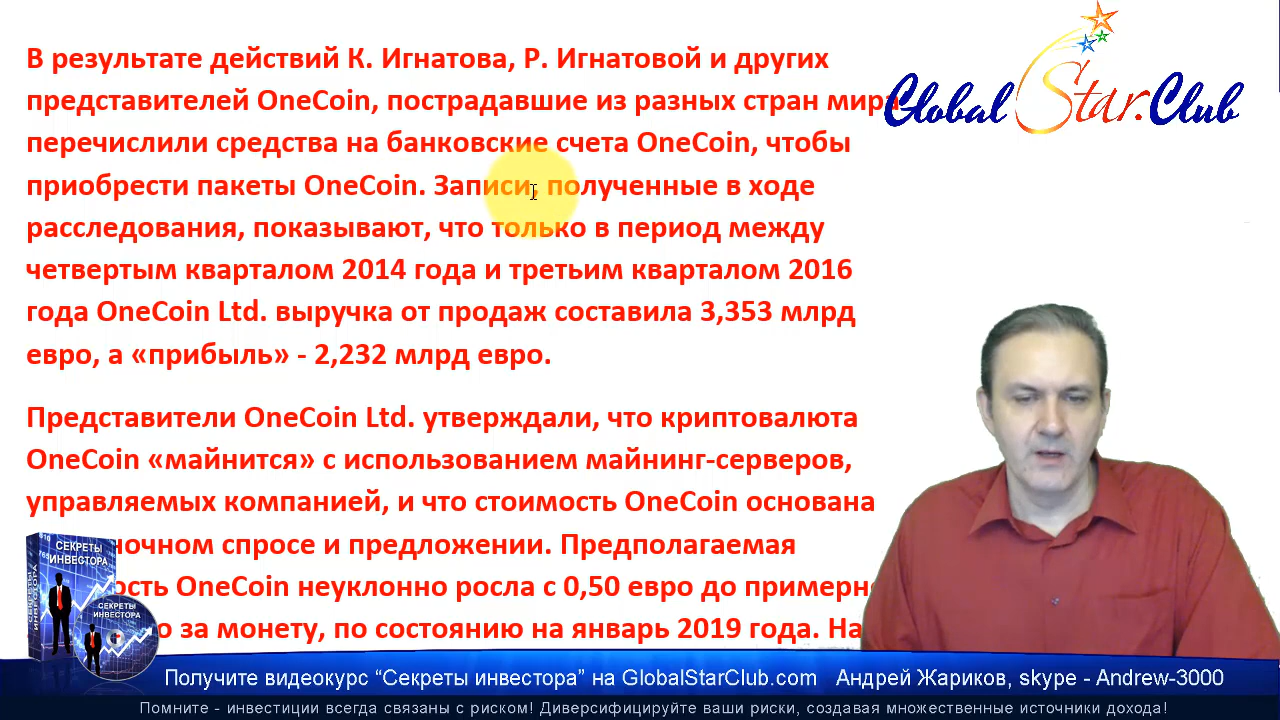 В результате действий К. Игнатова, Р. Игнатовой и других
представителей OneCoin, пострадавшие из разных стран мира
перечислили средства на банковские счета OneCoin, чтобы
приобрести пакеты OneCoin. Записи, полученные в ходе
расследования, показывают, что только в период между
четвертым кварталом 2014 года и третьим кварталом 2016
года OneCoin Ltd. выручка от продаж составила 3,353 млрд
евро, а «прибыль» - 2,232 млрд евро.
Представители OneCoin Ltd. утверждали, что криптовалюта
OneCoin «майнится» с использованием майнинг-серверов,
управляемых компанией, и что стоимость OneCoin основана
спросе и предложении. Предполагаемая
OneCoin неуклонно росла с 0,50 евро до
за монету, по состоянию на январь 2019 года. На
Global Star.Club
СЕКРЕТЫ
ИНВЕСТОРА
СЕКРЕТЫ ИНВЕСТОРА
СЕКРЕТЫ
ИНВЕСТОРА
Получите видеокурс “Секреты инвестора” на GlobalStarClub.com Андрей Жариков, skype - Andrew-3000
Помните - инвестиции всегда связаны с риском! Диверсифицируйте ваши риски, создавая множественные источники дохода!